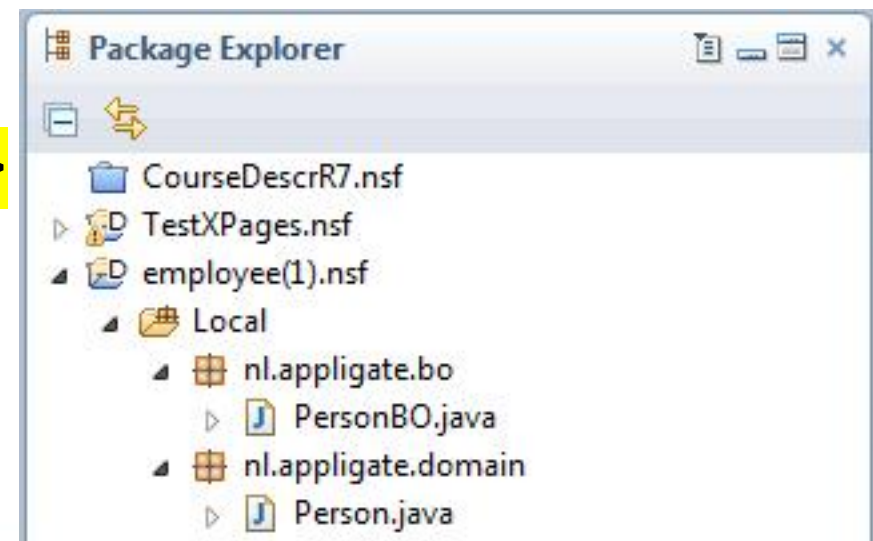 Package Explorer
CourseDescrR7.nsf
TestXPages.nsf
employee(1).nsf
Local
nl.appligate.bo
PersonBO.java
nl.appligate.domain
Person.java